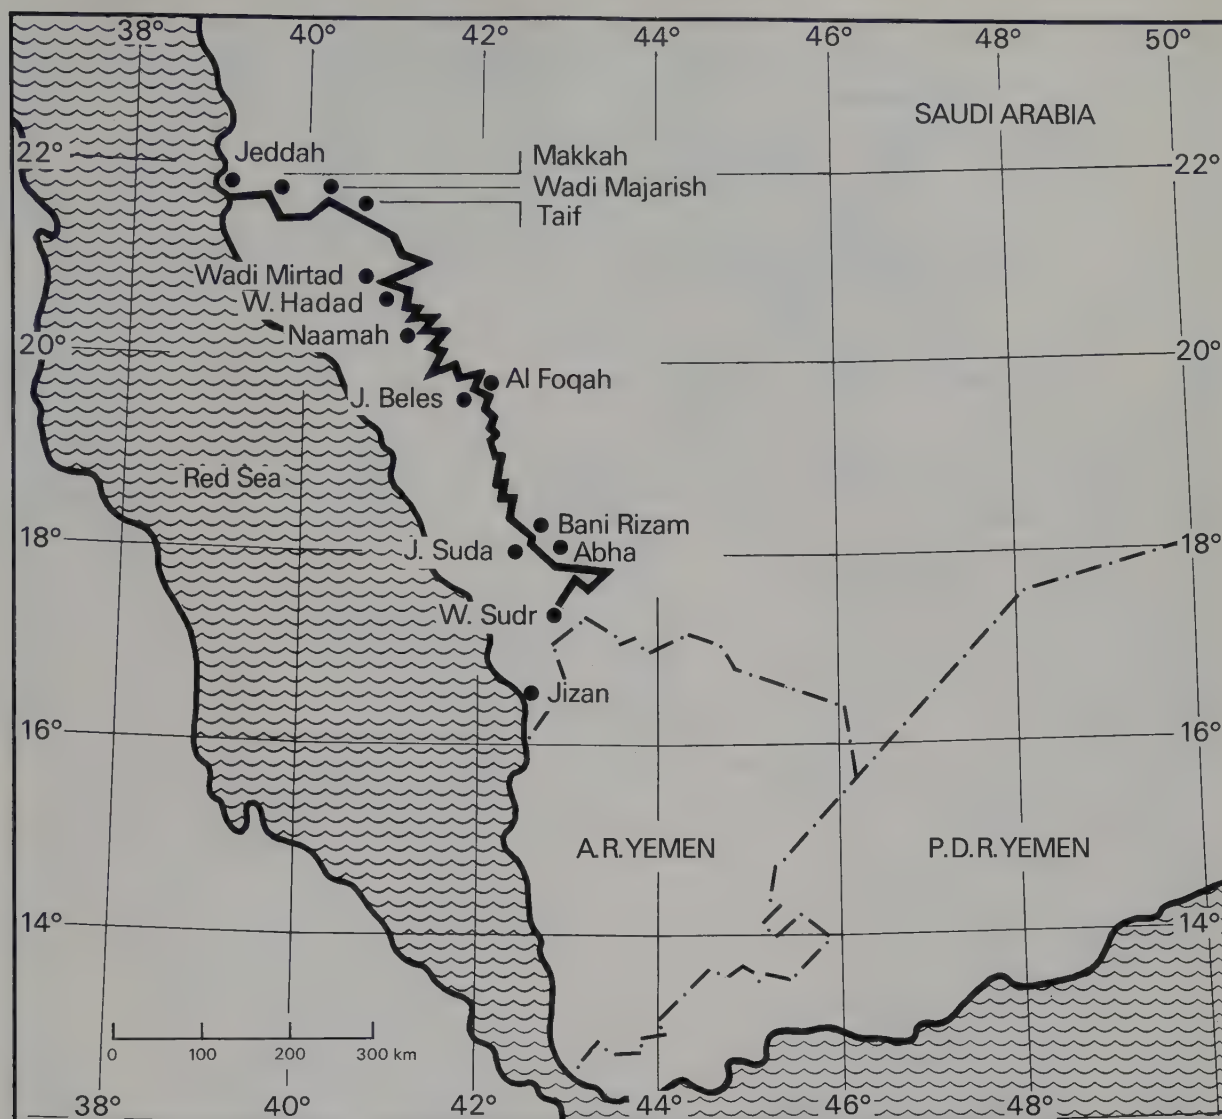 38° 40° 42° 44° 46° 48° 50°
SAUDI ARABIA
22° Jeddah Makkah 22°
Wadi Majarish
Taif
Wadi Mirtad
W. Hadad
Naamah
20° 20°
Al Foqah
J. Beles
Red Sea
Bani Rizam
18° J. Suda Abha 18°
W. Sudr
Jizan
16° 16°
A.R.YEMEN P.D.R.YEMEN
14° 14°
0 100 200 300 km
38° 40° 42° 44° 46° 48°